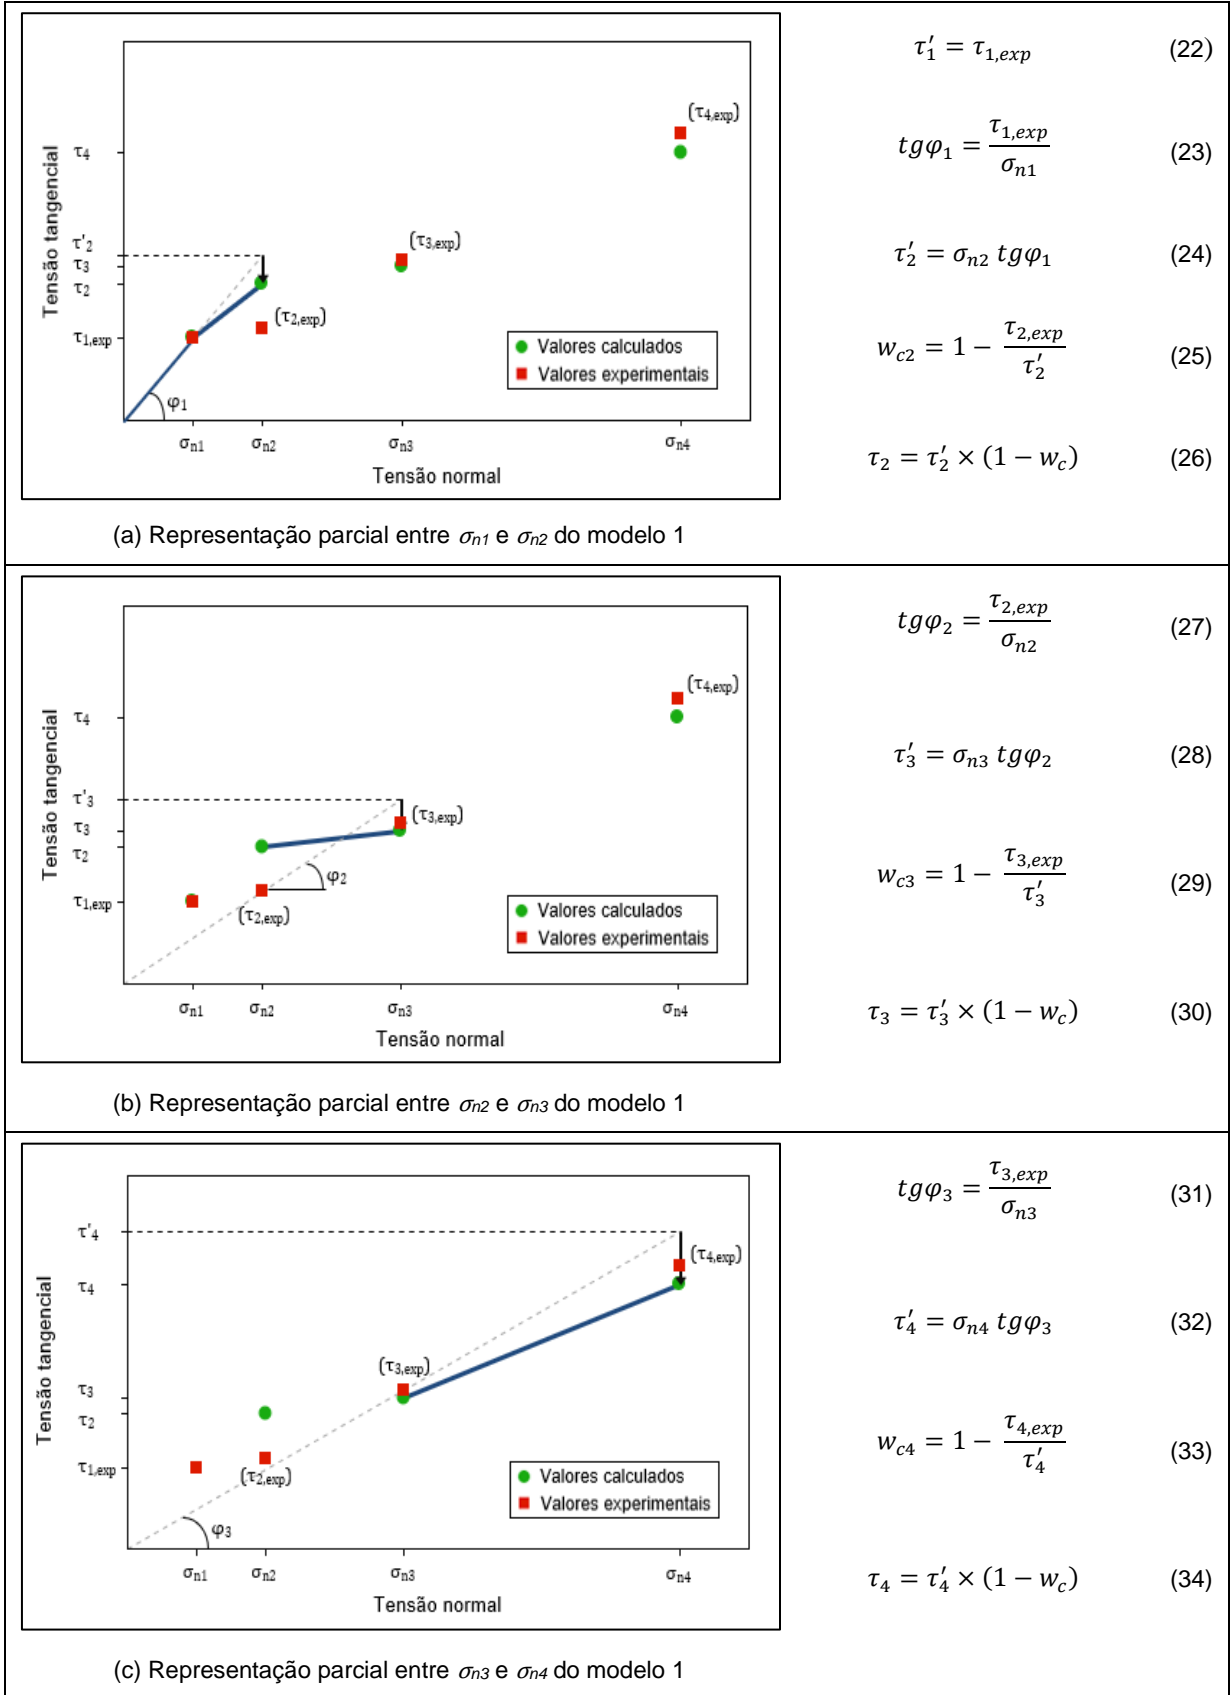 (τ4,exp)
τ4
τ'2
τ3
τ2
(τ3,exp)
(τ2,exp)
τ1,exp
Valores calculados
Valores experimentais
φ1
σn1 σn2 σn3 σn4
Tensão normal
Tensão tangencial
τ′1 = τ1,exp (22)
tgφ1 = τ1,exp / σn1 (23)
τ′2 = σn2 tgφ1 (24)
wc2 = 1 − τ2,exp / τ′2 (25)
τ2 = τ′2 × (1 − wc) (26)
(a) Representação parcial entre σn1 e σn2 do modelo 1
(τ4,exp)
τ4
τ'3
τ3
τ2
(τ3,exp)
φ2
τ1,exp
(τ2,exp)
Valores calculados
Valores experimentais
σn1 σn2 σn3 σn4
Tensão normal
Tensão tangencial
tgφ2 = τ2,exp / σn2 (27)
τ′3 = σn3 tgφ2 (28)
wc3 = 1 − τ3,exp / τ′3 (29)
τ3 = τ′3 × (1 − wc) (30)
(b) Representação parcial entre σn2 e σn3 do modelo 1
τ'4
(τ4,exp)
τ4
(τ3,exp)
τ3
τ2
τ1,exp
(τ2,exp)
Valores calculados
Valores experimentais
φ3
σn1 σn2 σn3 σn4
Tensão normal
Tensão tangencial
tgφ3 = τ3,exp / σn3 (31)
τ′4 = σn4 tgφ3 (32)
wc4 = 1 − τ4,exp / τ′4 (33)
τ4 = τ′4 × (1 − wc) (34)
(c) Representação parcial entre σn3 e σn4 do modelo 1